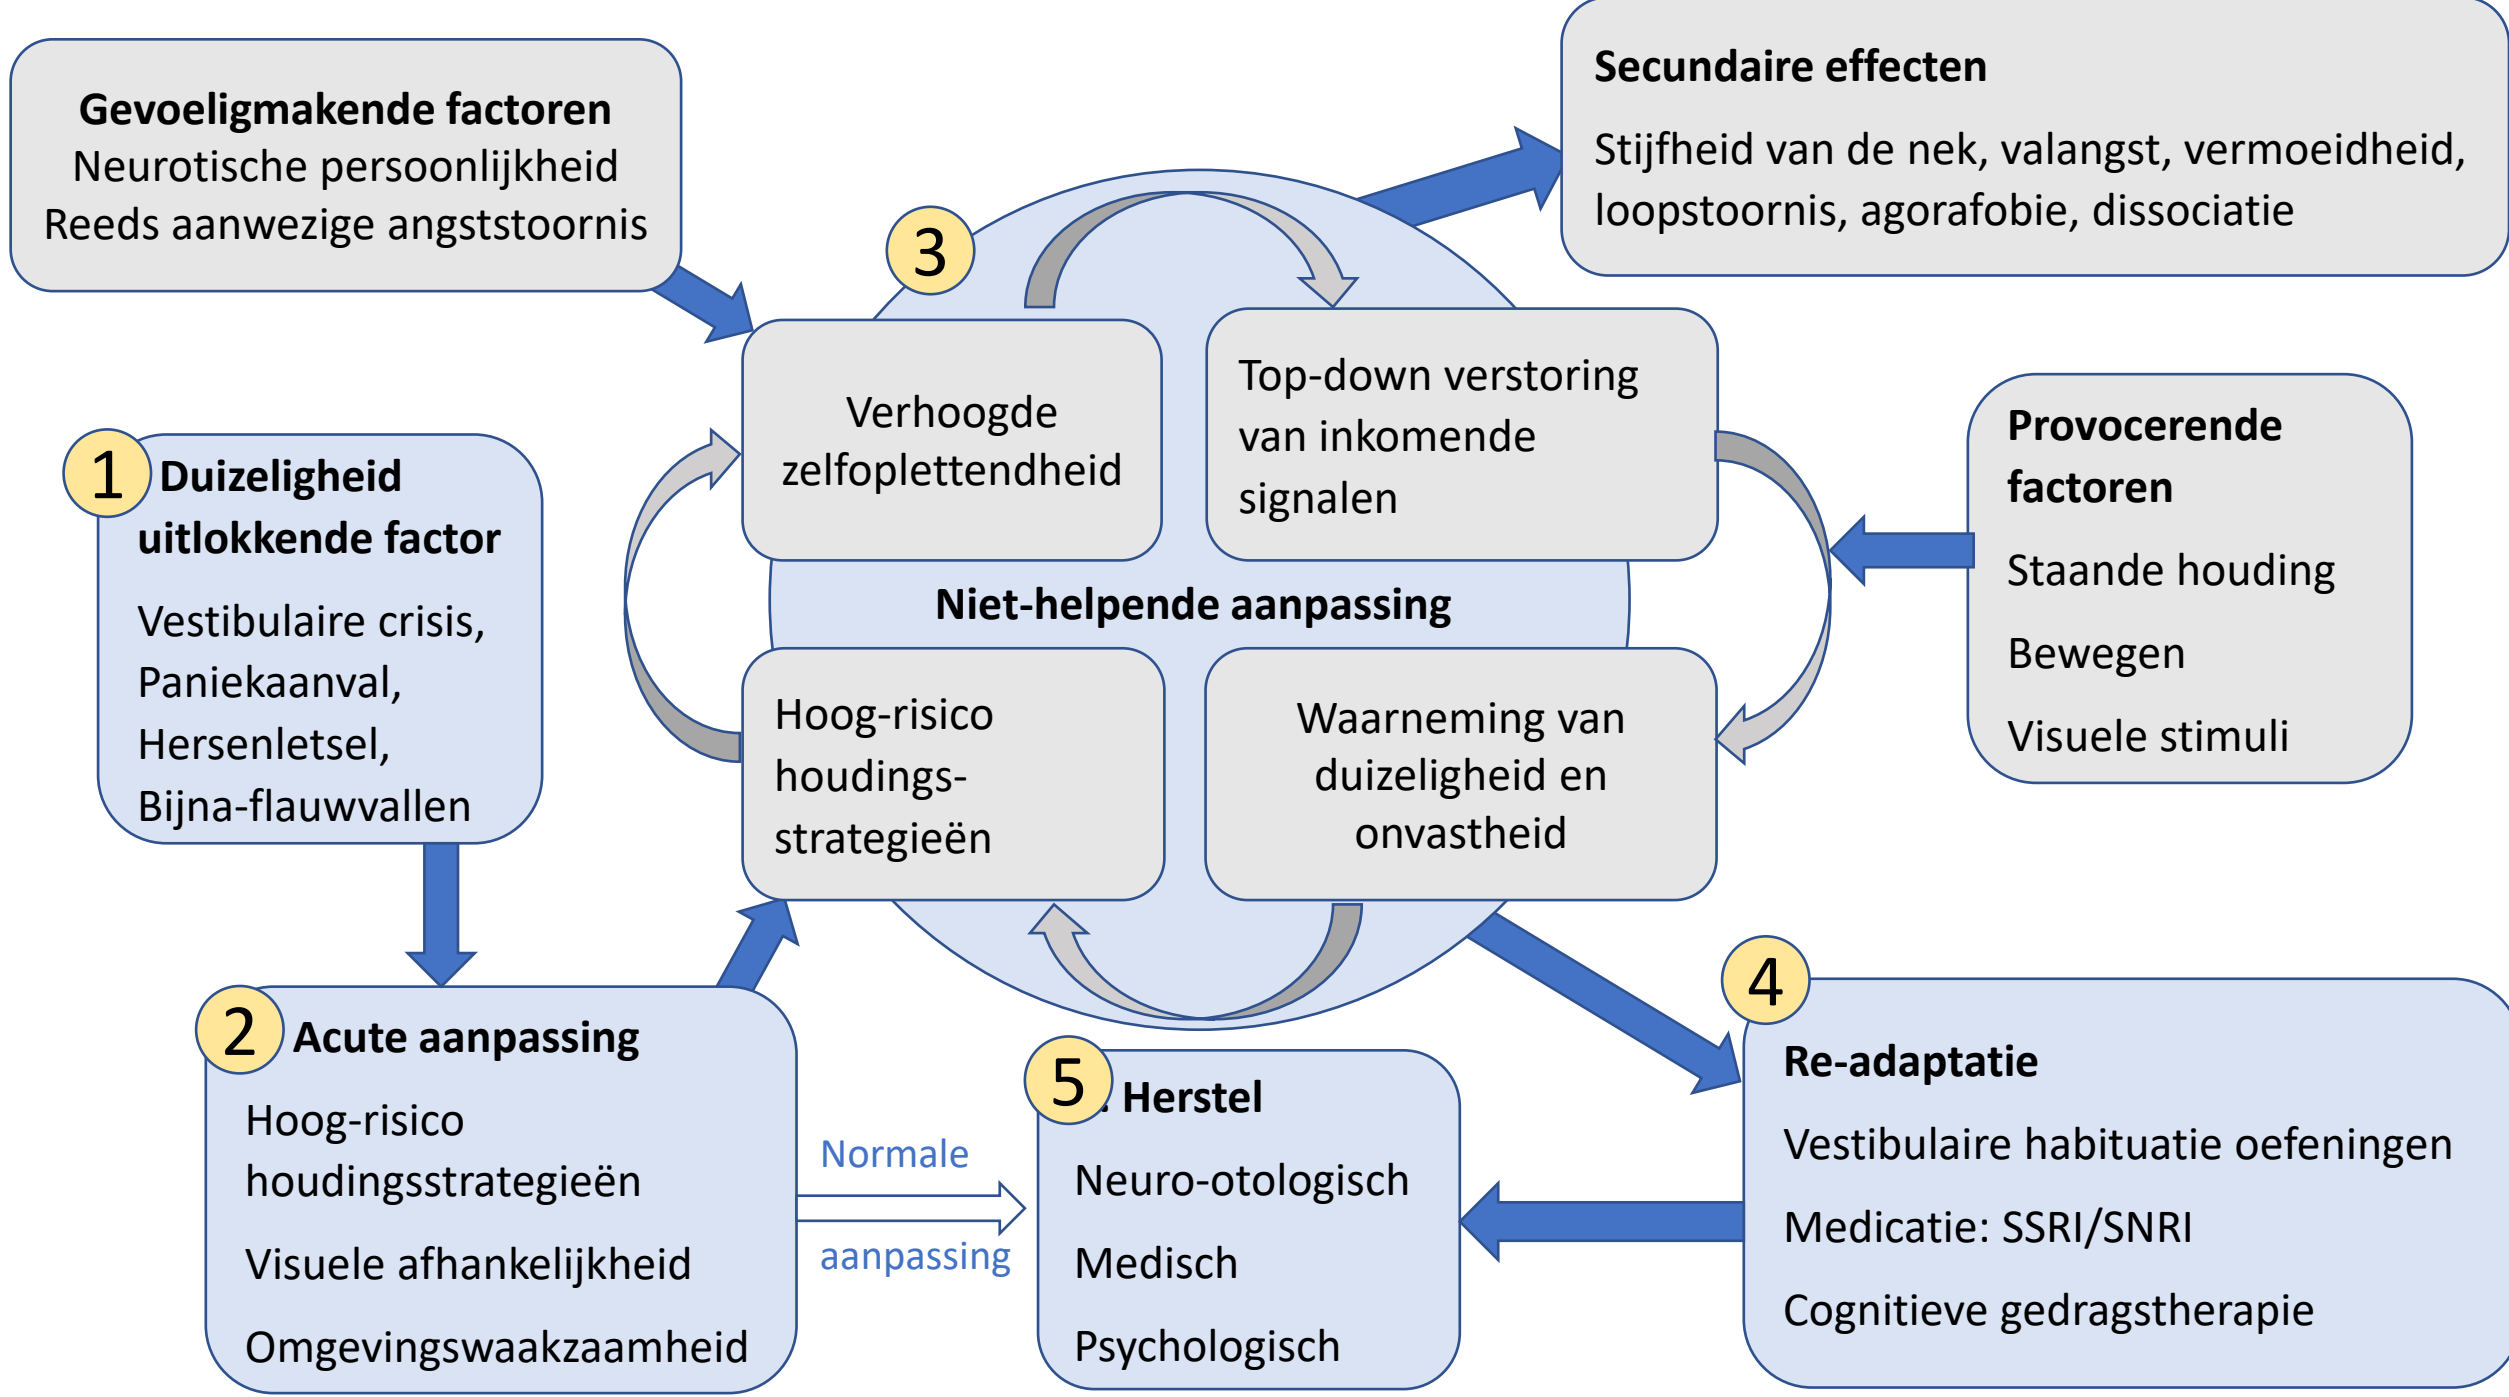 Gevoeligmakende factoren
Neurotische persoonlijkheid
Reeds aanwezige angststoornis
Secundaire effecten
Stijfheid van de nek, valangst, vermoeidheid,
loopstoornis, agorafobie, dissociatie
3
Verhoogde
zelfoplettendheid
Top-down verstoring
van inkomende
signalen
Provocerende
factoren
Staande houding
Bewegen
Visuele stimuli
1
Duizeligheid
uitlokkende factor
Vestibulaire crisis,
Paniekaanval,
Hersenletsel,
Bijna-flauwvallen
Niet-helpende aanpassing
Hoog-risico
houdings-
strategieën
Waarneming van
duizeligheid en
onvastheid
2
Acute aanpassing
Hoog-risico
houdingsstrategieën
Visuele afhankelijkheid
Omgevingswaakzaamheid
Normale
aanpassing
5
Herstel
Neuro-otologisch
Medisch
Psychologisch
4
Re-adaptatie
Vestibulaire habituatie oefeningen
Medicatie: SSRI/SNRI
Cognitieve gedragstherapie